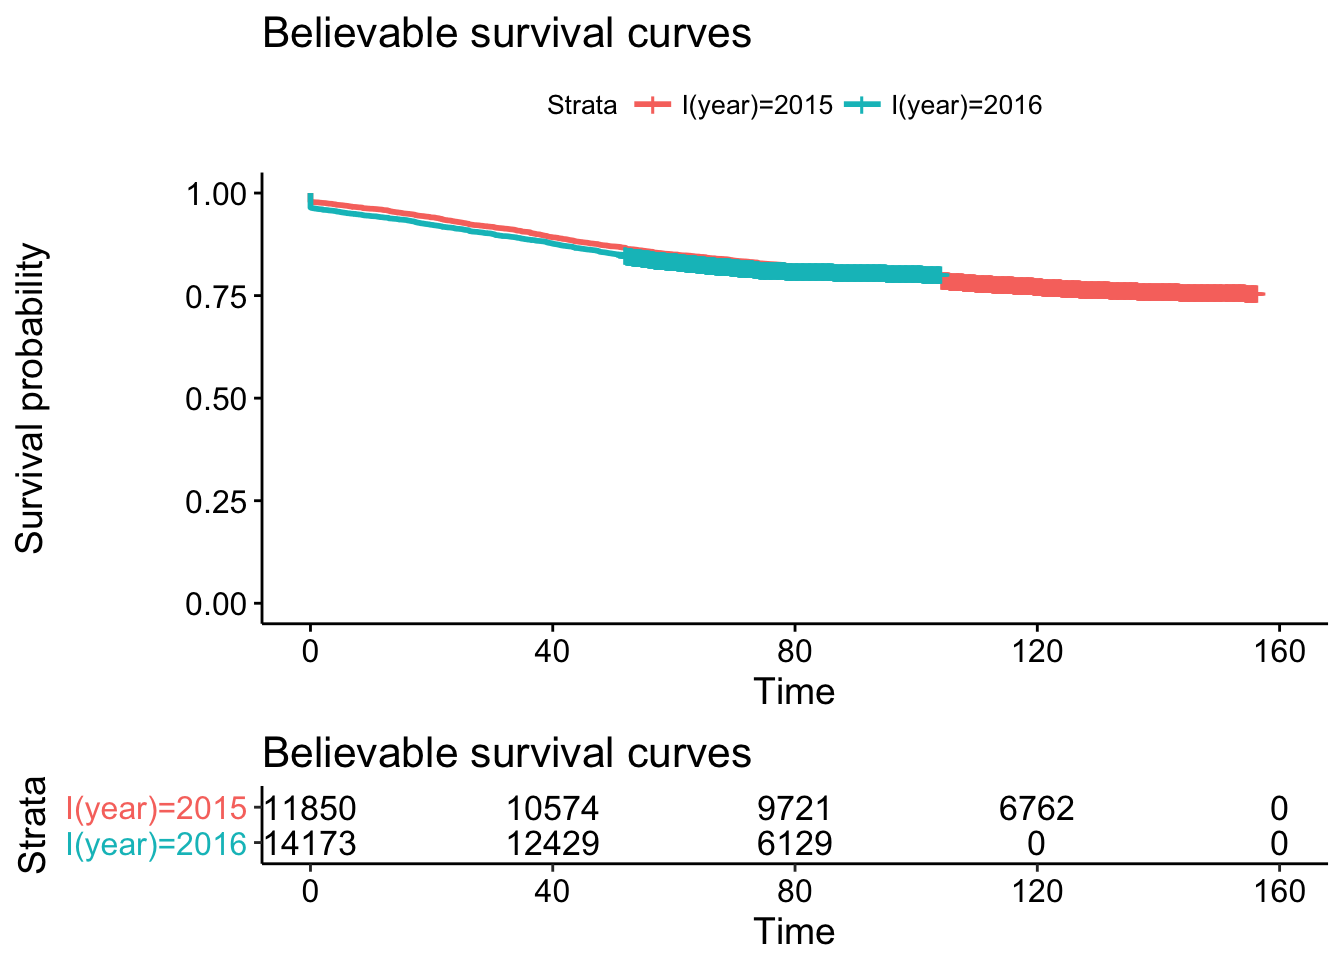 Believable survival curves
Strata I(year)=2015 I(year)=2016
Survival probability
1.00
0.75
0.50
0.25
0.00
0 40 80 120 160
Time
Believable survival curves
Strata
I(year)=2015 11850 10574 9721 6762 0
I(year)=2016 14173 12429 6129 0 0
0 40 80 120 160
Time